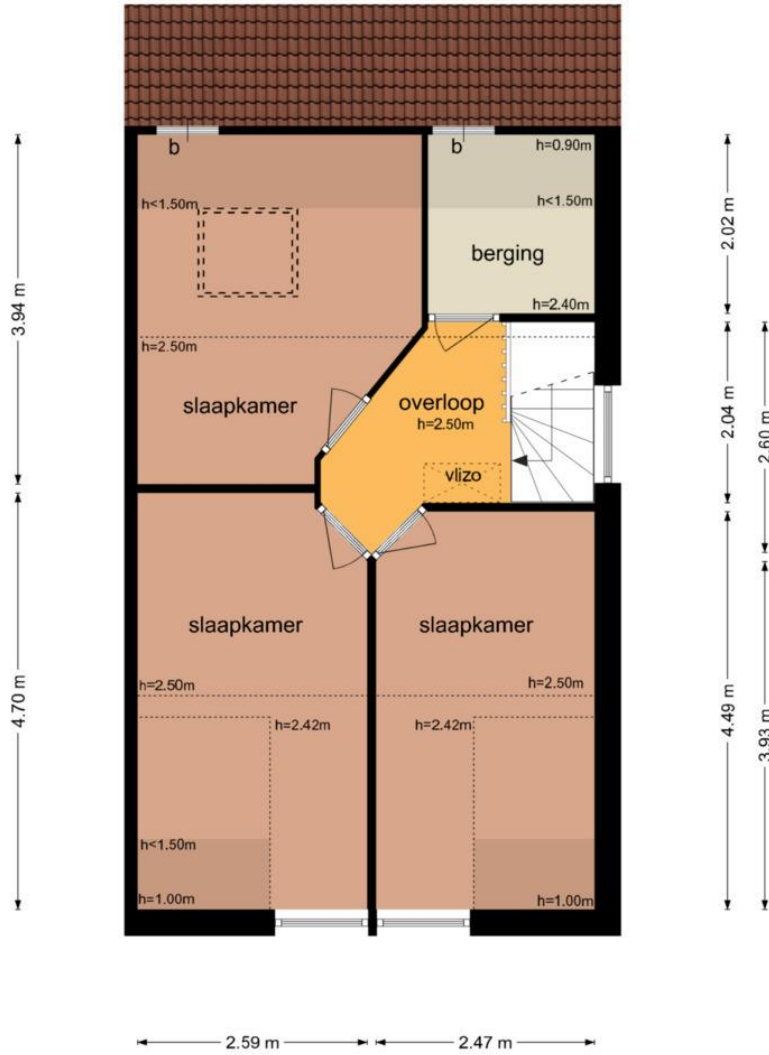 b
b
h=0.90m
h<1.50m
h<1.50m
berging
2.02 m
3.94 m
h=2.40m
h=2.50m
slaapkamer
overloop
h=2.50m
2.04 m
2.60 m
vlizo
slaapkamer
slaapkamer
h=2.50m
h=2.50m
4.70 m
4.49 m
3.93 m
h=2.42m
h=2.42m
h<1.50m
h=1.00m
h=1.00m
2.59 m
2.47 m